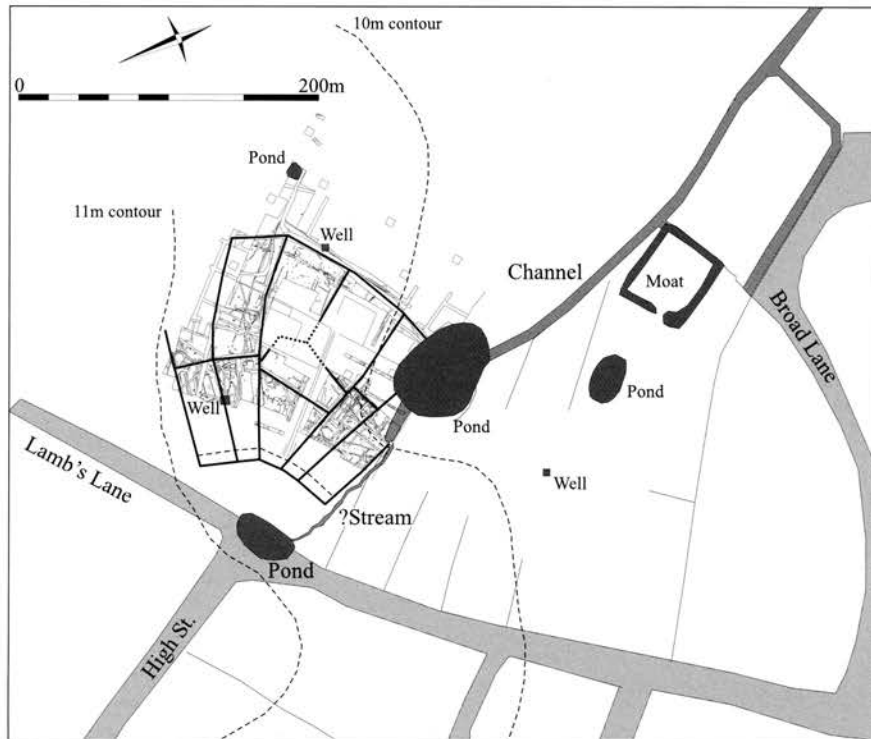 10m contour
0 200m
Pond
11m contour
Well
Channel
Moat
Broad Lane
Pond
Well
Pond
Well
Lamb's Lane
?Stream
Pond
High St.